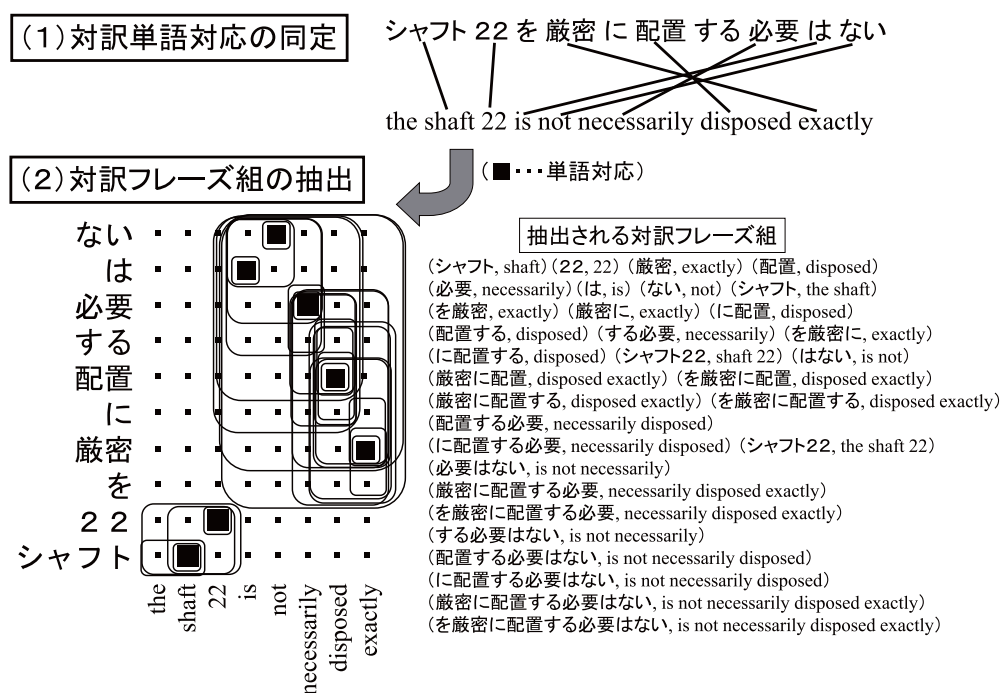 (1)対訳単語対応の同定
シャフト 22 を 厳密 に 配置 する 必要 は ない
the shaft 22 is not necessarily disposed exactly
(2)対訳フレーズ組の抽出
(■・・・単語対応)
ない
は
必要
する
配置
に
厳密
を
22
シャフト
the
shaft
22
is
not
necessarily
disposed
exactly
抽出される対訳フレーズ組
(シャフト, shaft) (22, 22) (厳密, exactly) (配置, disposed)
(必要, necessarily) (は, is) (ない, not) (シャフト, the shaft)
(を厳密, exactly) (厳密に, exactly) (に配置, disposed)
(配置する, disposed) (する必要, necessarily) (を厳密に, exactly)
(に配置する, disposed) (シャフト22, shaft 22) (はない, is not)
(厳密に配置, disposed exactly) (を厳密に配置, disposed exactly)
(厳密に配置する, disposed exactly) (を厳密に配置する, disposed exactly)
(配置する必要, necessarily disposed)
(に配置する必要, necessarily disposed) (シャフト22, the shaft 22)
(必要はない, is not necessarily)
(厳密に配置する必要, necessarily disposed exactly)
(を厳密に配置する必要, necessarily disposed exactly)
(する必要はない, is not necessarily)
(配置する必要はない, is not necessarily disposed)
(に配置する必要はない, is not necessarily disposed)
(厳密に配置する必要はない, is not necessarily disposed exactly)
(を厳密に配置する必要はない, is not necessarily disposed exactly)